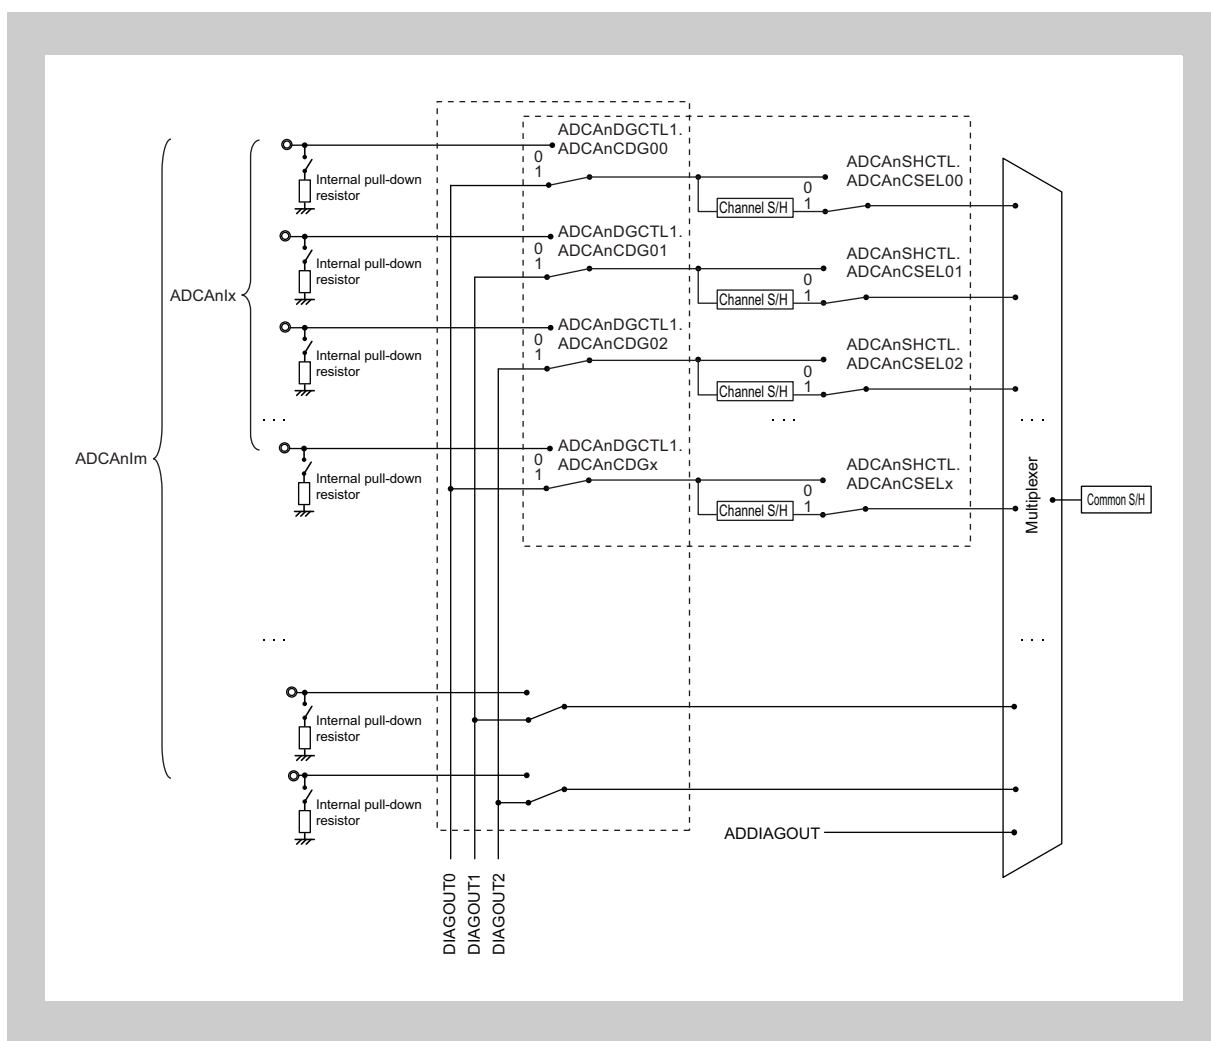 ADCAnDGCTL1.
ADCAnCDG00
0
1
Internal pull-down
resistor
ADCAnSHCTL.
ADCAnCSEL00
0
1
Channel S/H
ADCAnDGCTL1.
ADCAnCDG01
0
1
Internal pull-down
resistor
ADCAnSHCTL.
ADCAnCSEL01
0
1
Channel S/H
ADCAnIx
ADCAnDGCTL1.
ADCAnCDG02
0
1
Internal pull-down
resistor
ADCAnSHCTL.
ADCAnCSEL02
0
1
Channel S/H
. . .
. . .
. . .
ADCAnIm
ADCAnDGCTL1.
ADCAnCDGx
0
1
Internal pull-down
resistor
ADCAnSHCTL.
ADCAnCSELx
0
1
Channel S/H
Multiplexer
Common S/H
. . .
. . .
Internal pull-down
resistor
Internal pull-down
resistor
ADDIAGOUT
DIAGOUT0
DIAGOUT1
DIAGOUT2